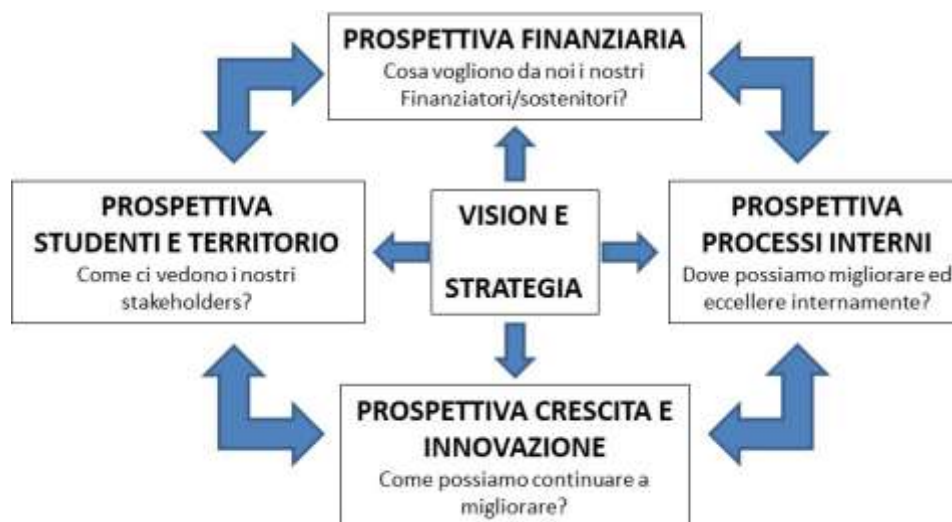 PROSPETTIVA FINANZIARIA
Cosa vogliono da noi i nostri
Finanziatori/sostenitori?
PROSPETTIVA
STUDENTI E TERRITORIO
Come ci vedono i nostri
stakeholders?
VISION E
STRATEGIA
PROSPETTIVA
PROCESSI INTERNI
Dove possiamo migliorare ed
eccellere internamente?
PROSPETTIVA CRESCITA E
INNOVAZIONE
Come possiamo continuare a
migliorare?